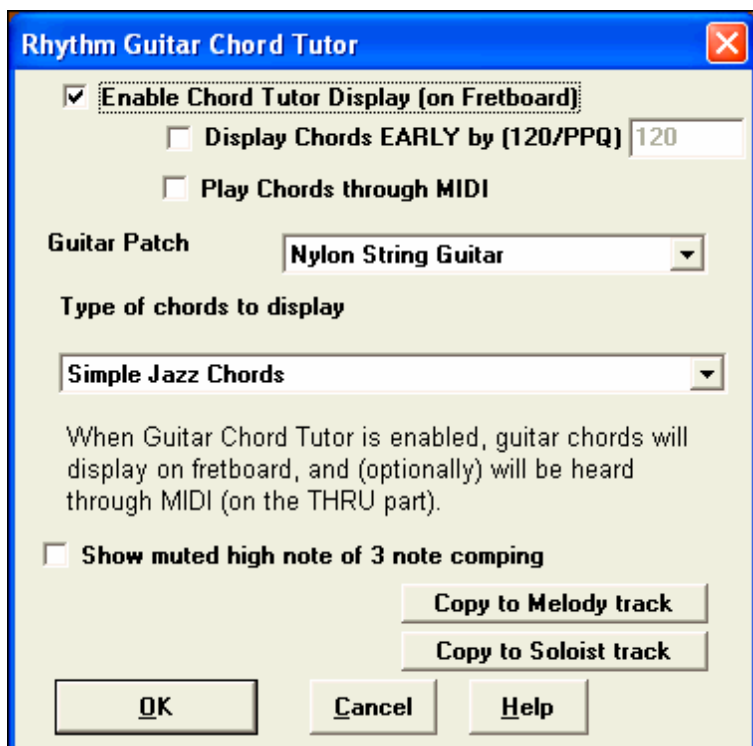 Rhythm Guitar Chord Tutor
Enable Chord Tutor Display (on Fretboard)
Display Chords EARLY by (120/PPQ) 120
Play Chords through MIDI
Guitar Patch Nylon String Guitar
Type of chords to display
Simple Jazz Chords
When Guitar Chord Tutor is enabled, guitar chords will
display on fretboard, and (optionally) will be heard
through MIDI (on the THRU part).
Show muted high note of 3 note comping
Copy to Melody track
Copy to Soloist track
OK Cancel Help